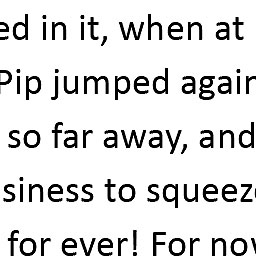 ed in it, when at
Pip jumped again
so far away, and
siness to squeeze
for ever! For now